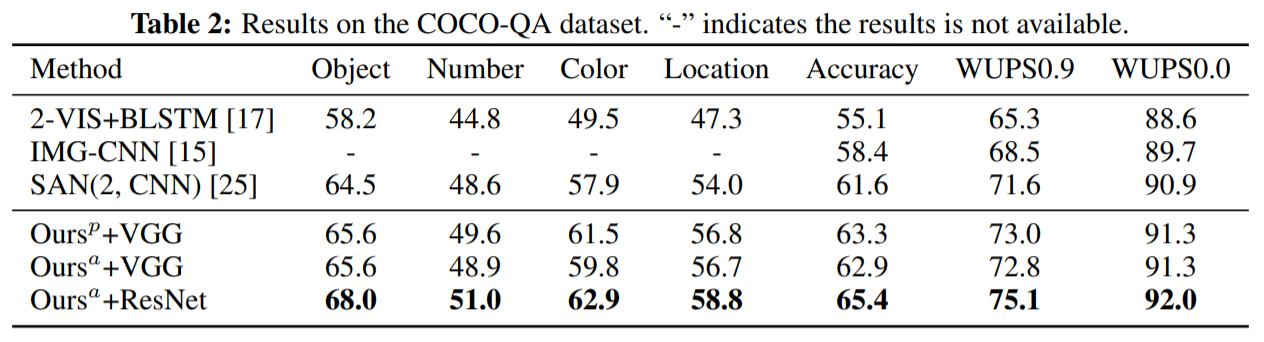 Table 2: Results on the COCO-QA dataset. “-” indicates the results is not available.
Method Object Number Color Location Accuracy WUPS0.9 WUPS0.0
2-VIS+BLSTM [17] 58.2 44.8 49.5 47.3 55.1 65.3 88.6
IMG-CNN [15] - - - - 58.4 68.5 89.7
SAN(2, CNN) [25] 64.5 48.6 57.9 54.0 61.6 71.6 90.9
Oursᵖ+VGG 65.6 49.6 61.5 56.8 63.3 73.0 91.3
Oursᵃ+VGG 65.6 48.9 59.8 56.7 62.9 72.8 91.3
Oursᵃ+ResNet 68.0 51.0 62.9 58.8 65.4 75.1 92.0